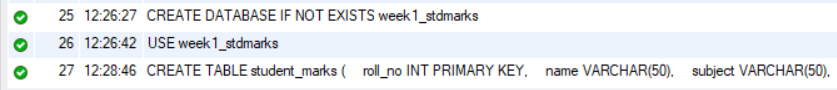 25 12:26:27 CREATE DATABASE IF NOT EXISTS week1_stdmarks
26 12:26:42 USE week1_stdmarks
27 12:28:46 CREATE TABLE student_marks ( roll_no INT PRIMARY KEY, name VARCHAR(50), subject VARCHAR(50),